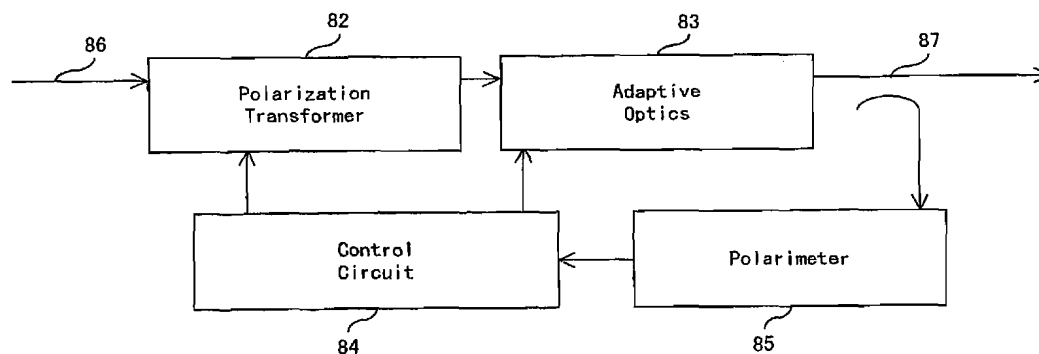 82
83
87
86
Polarization
Transformer
Adaptive
Optics
Control
Circuit
Polarimeter
84
85